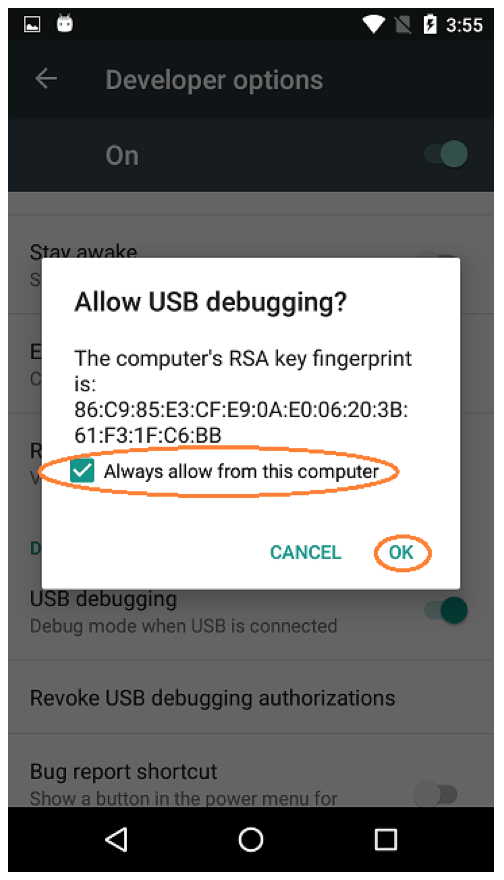 3:55
Developer options
On
Stay awake
S
Allow USB debugging?
E
The computer's RSA key fingerprint
is:
C
86:C9:85:E3:CF:E9:0A:E0:06:20:3B:
61:F3:1F:C6:BB
R
Always allow from this computer
V
CANCEL OK
D
USB debugging
Debug mode when USB is connected
Revoke USB debugging authorizations
Bug report shortcut
Show a button in the power menu for